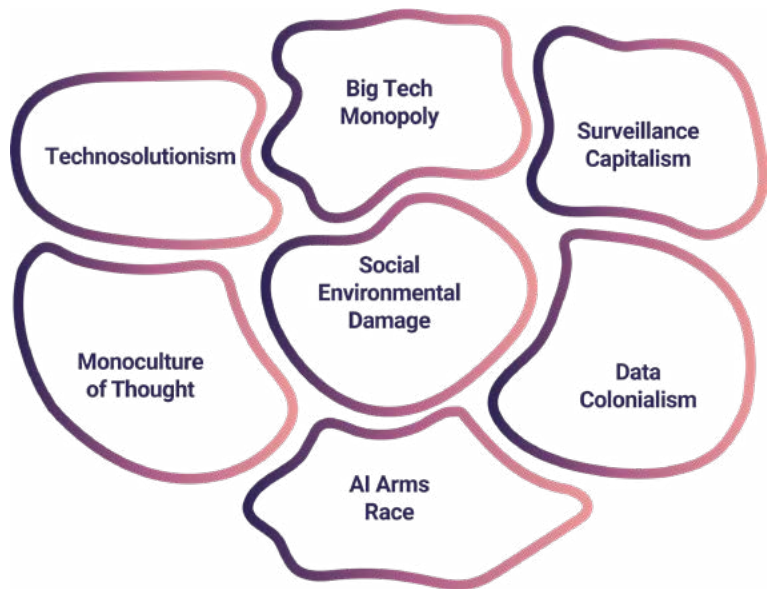 Big Tech
Monopoly
Technosolutionism
Surveillance
Capitalism
Social
Environmental
Damage
Monoculture
of Thought
Data
Colonialism
AI Arms
Race